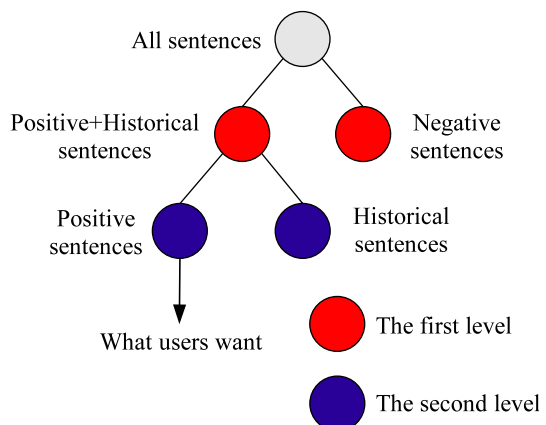 All sentences
Positive+Historical
sentences
Negative
sentences
Positive
sentences
Historical
sentences
What users want
The first level
The second level